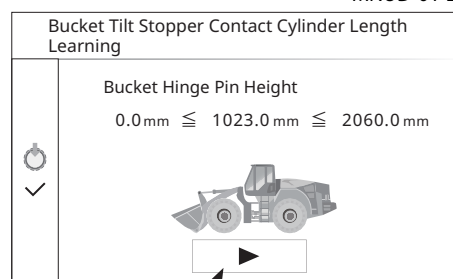 Bucket Tilt Stopper Contact Cylinder Length
Learning
Bucket Hinge Pin Height
0.0 mm ≦ 1023.0 mm ≦ 2060.0 mm